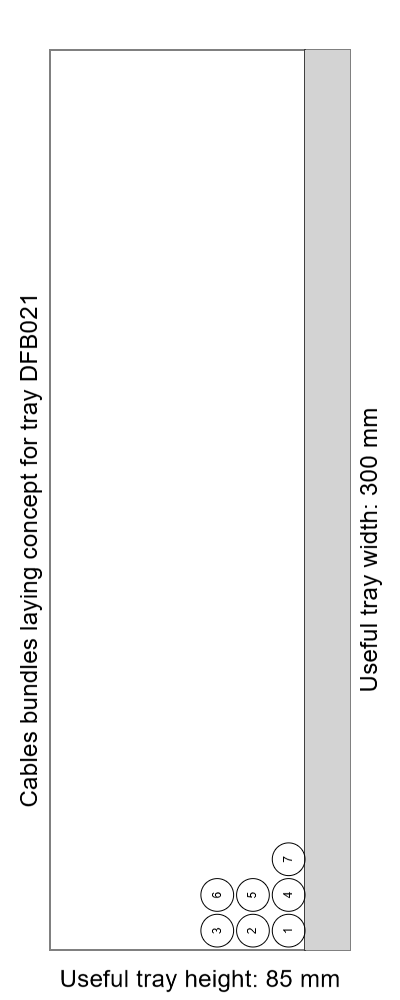 Cables bundles laying concept for tray DFB021
Useful tray width: 300 mm
7
6 5 4
3 2 1
Useful tray height: 85 mm